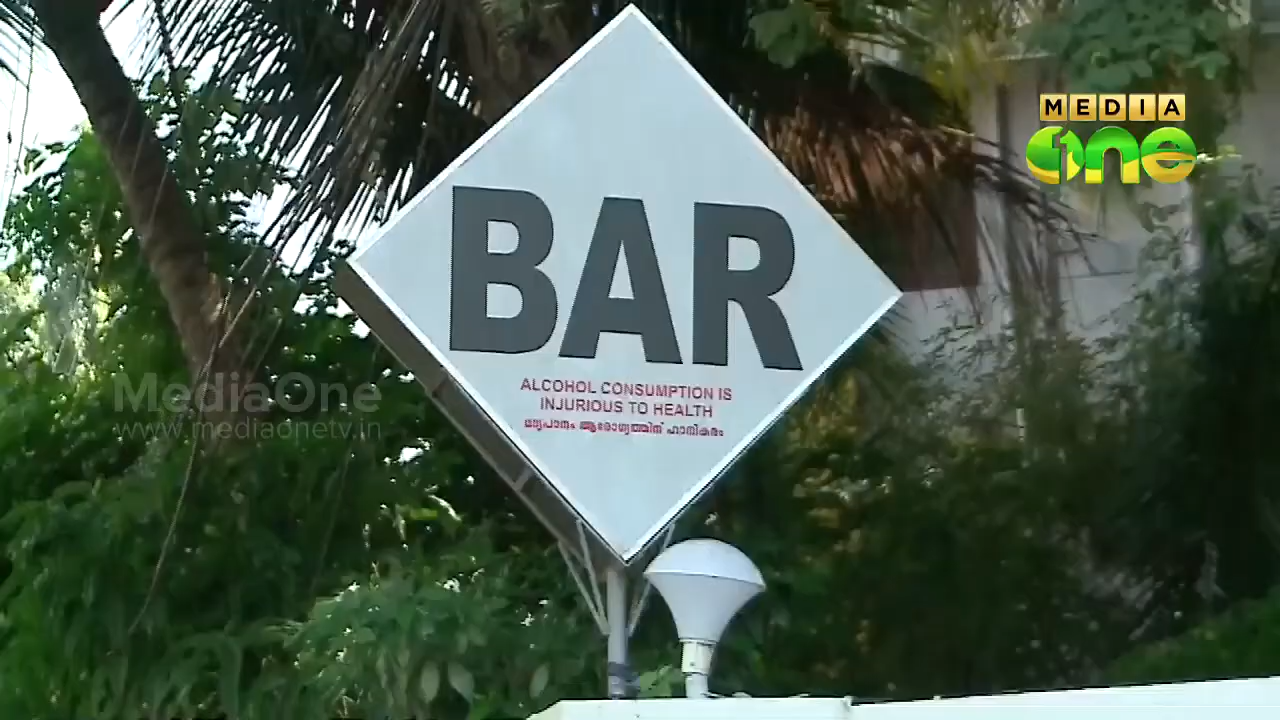 MEDIA
one
BAR
ALCOHOL CONSUMPTION IS
INJURIOUS TO HEALTH
മദ്യപാനം ആരോഗ്യത്തിന് ഹാനികരം
MediaOne
www.mediaonetv.in